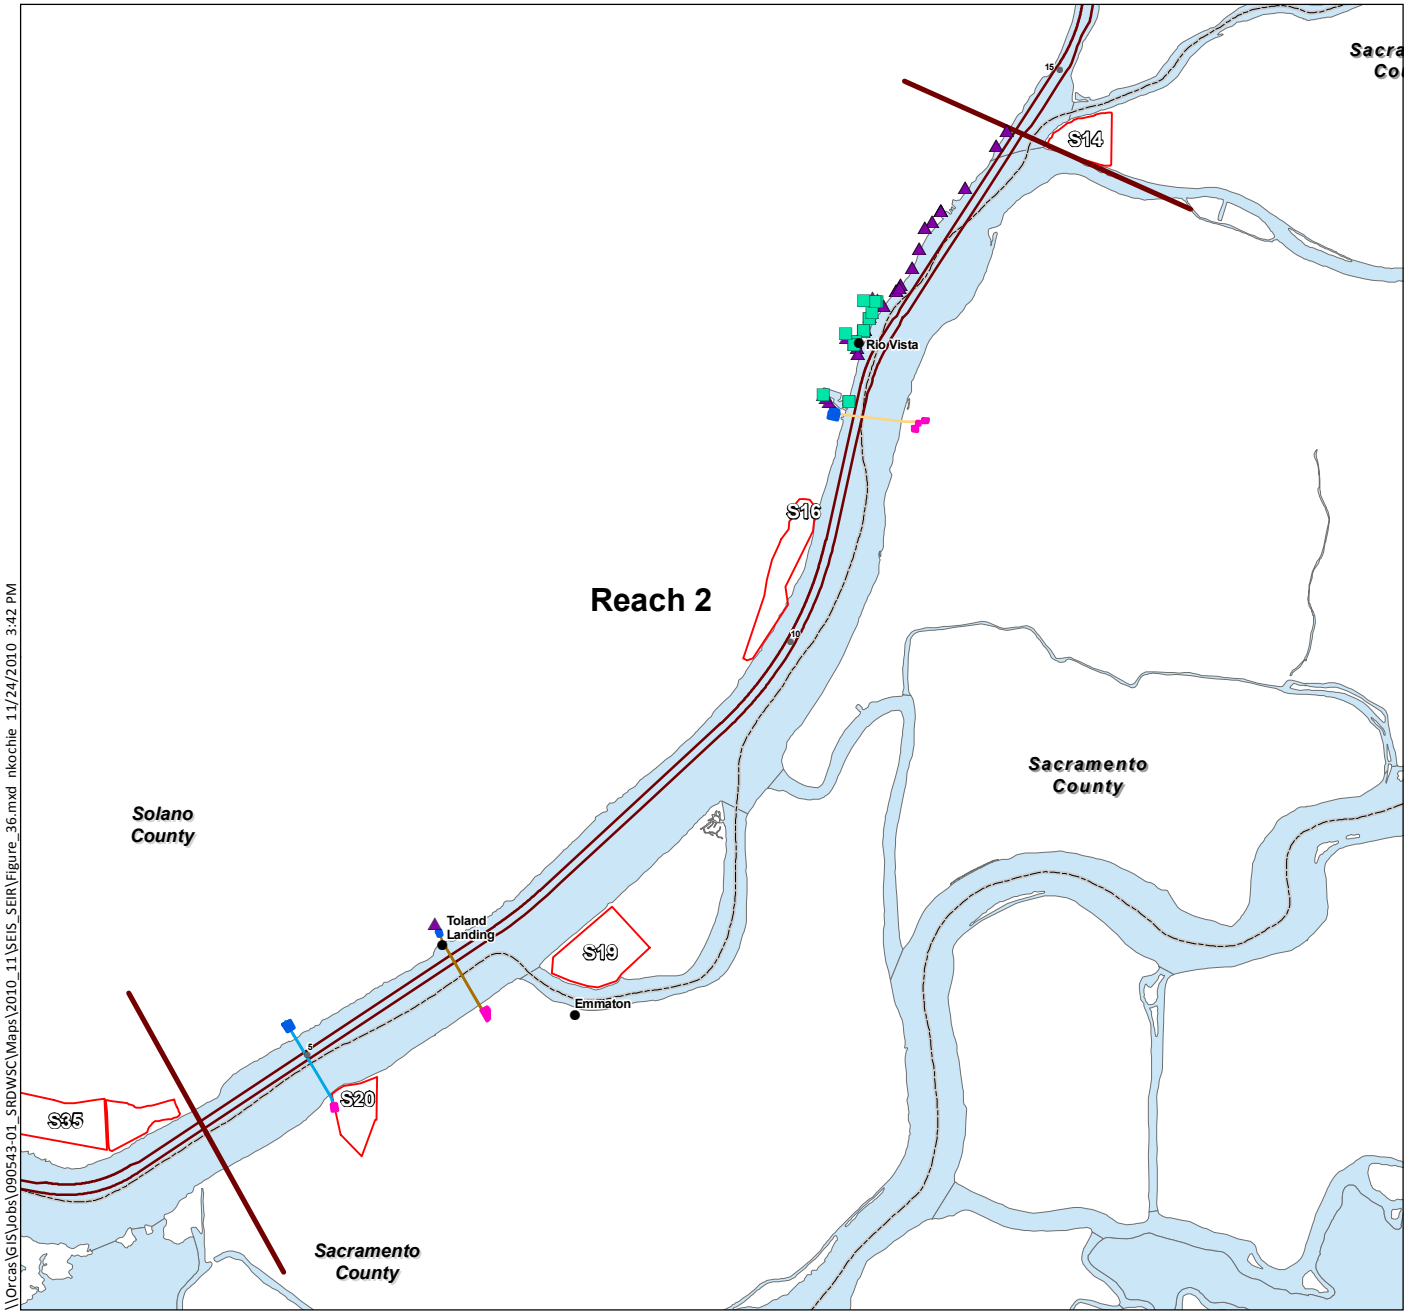 Sacra
Cou
15
S14
Rio Vista
S16
Reach 2
10
Sacramento
County
Solano
County
Toland
Landing
S19
Emmaton
5
S20
S35
Sacramento
County
\\Orcas\GIS\Jobs\090543-01_SRDWSC\Maps\2010_11\SEIS_SEIR\Figure_36.mxd nkochie 11/24/2010 3:42 PM